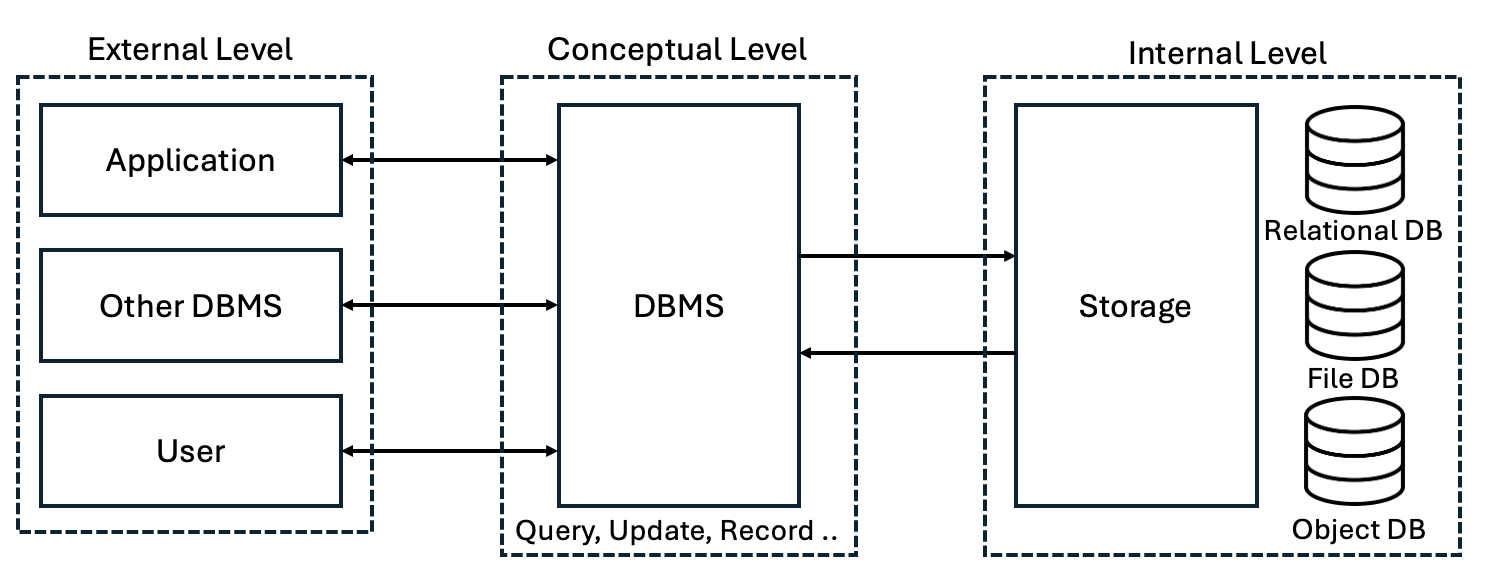 External Level
Conceptual Level
Internal Level
Application
Other DBMS
User
DBMS
Query, Update, Record ..
Storage
Relational DB
File DB
Object DB